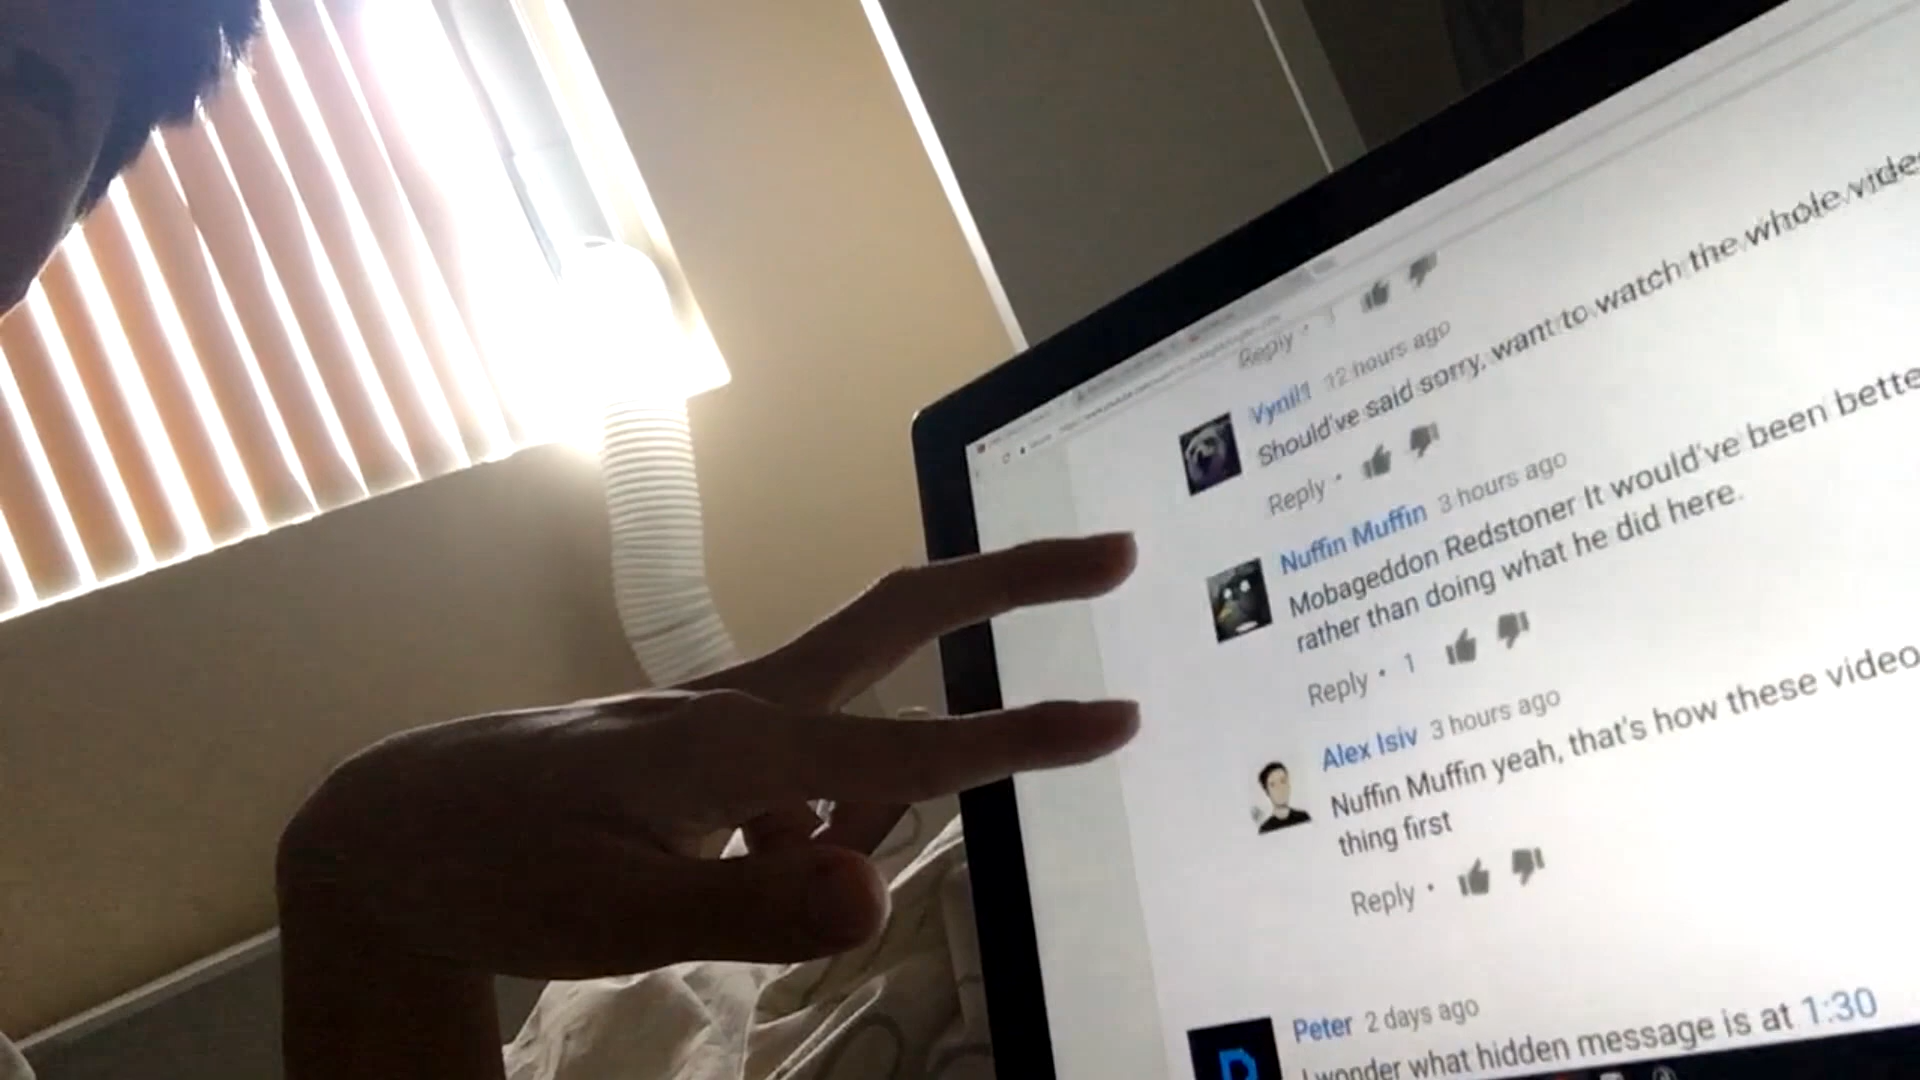 Reply
Vynil1 12 hours ago
Should've said sorry, want to watch the whole video
Reply
Nuffin Muffin 3 hours ago
Mobageddon Redstoner It would've been bette
rather than doing what he did here.
Reply • 1
Alex Isiv 3 hours ago
Nuffin Muffin yeah, that's how these video
thing first
Reply •
Peter 2 days ago
I wonder what hidden message is at 1:30